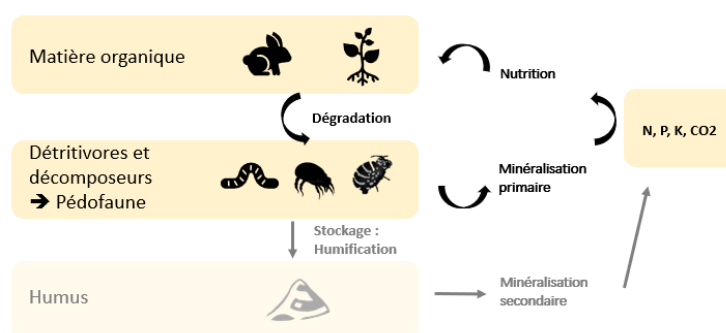 Matière organique
Nutrition
Dégradation
N, P, K, CO2
Détritivores et
décomposeurs
➔ Pédofaune
Minéralisation
primaire
Stockage :
Humification
Humus
Minéralisation
secondaire